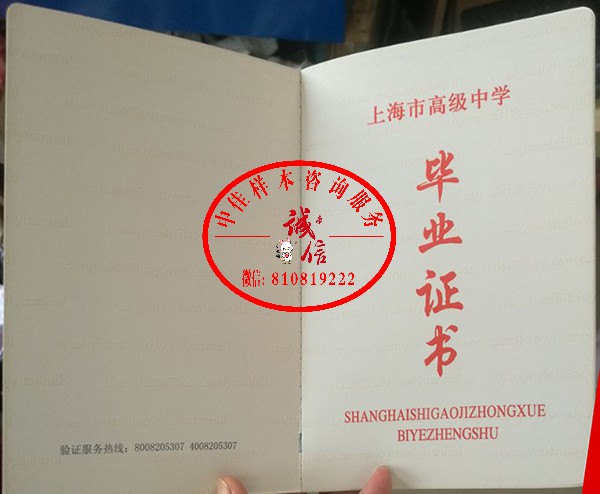 上海市高级中学
毕业证书
SHANGHAISHIGAOJIZHONGXUE
BIYEZHENGSHU
验证服务热线：8008205307 4008205307
中佳样本咨询服务
诚
信
微信：810819222